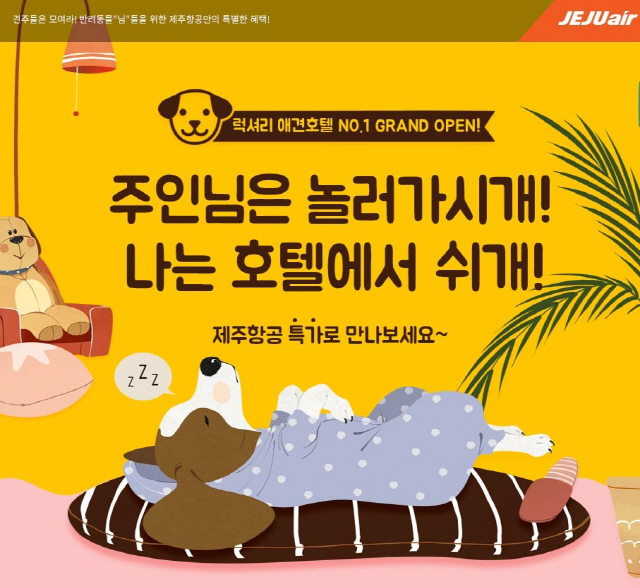 견주들은 모여라! 반려동물"님"들을 위한 제주항공만의 특별한 혜택!
JEJUair
럭셔리 애견호텔 NO.1 GRAND OPEN!
주인님은 놀러가시개!
나는 호텔에서 쉬개!
제주항공 특가로 만나보세요~
z z z